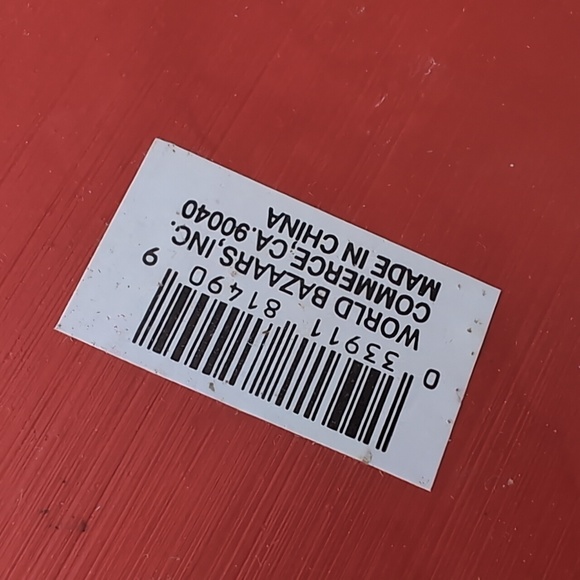 0 33911 81490 9
WORLD BAZAARS,INC.
COMMERCE,CA.90040
MADE IN CHINA